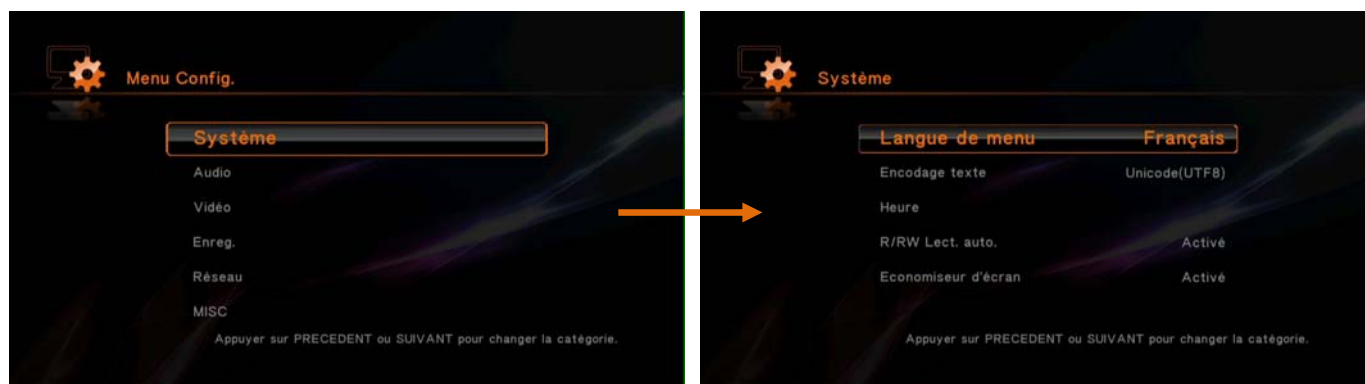 Menu Config.
Système
Audio
Vidéo
Enreg.
Réseau
MISC
Appuyer sur PRECEDENT ou SUIVANT pour changer la catégorie.
Système
Langue de menu Français
Encodage texte Unicode(UTF8)
Heure
R/RW Lect. auto. Activé
Economiseur d'écran Activé
Appuyer sur PRECEDENT ou SUIVANT pour changer la catégorie.